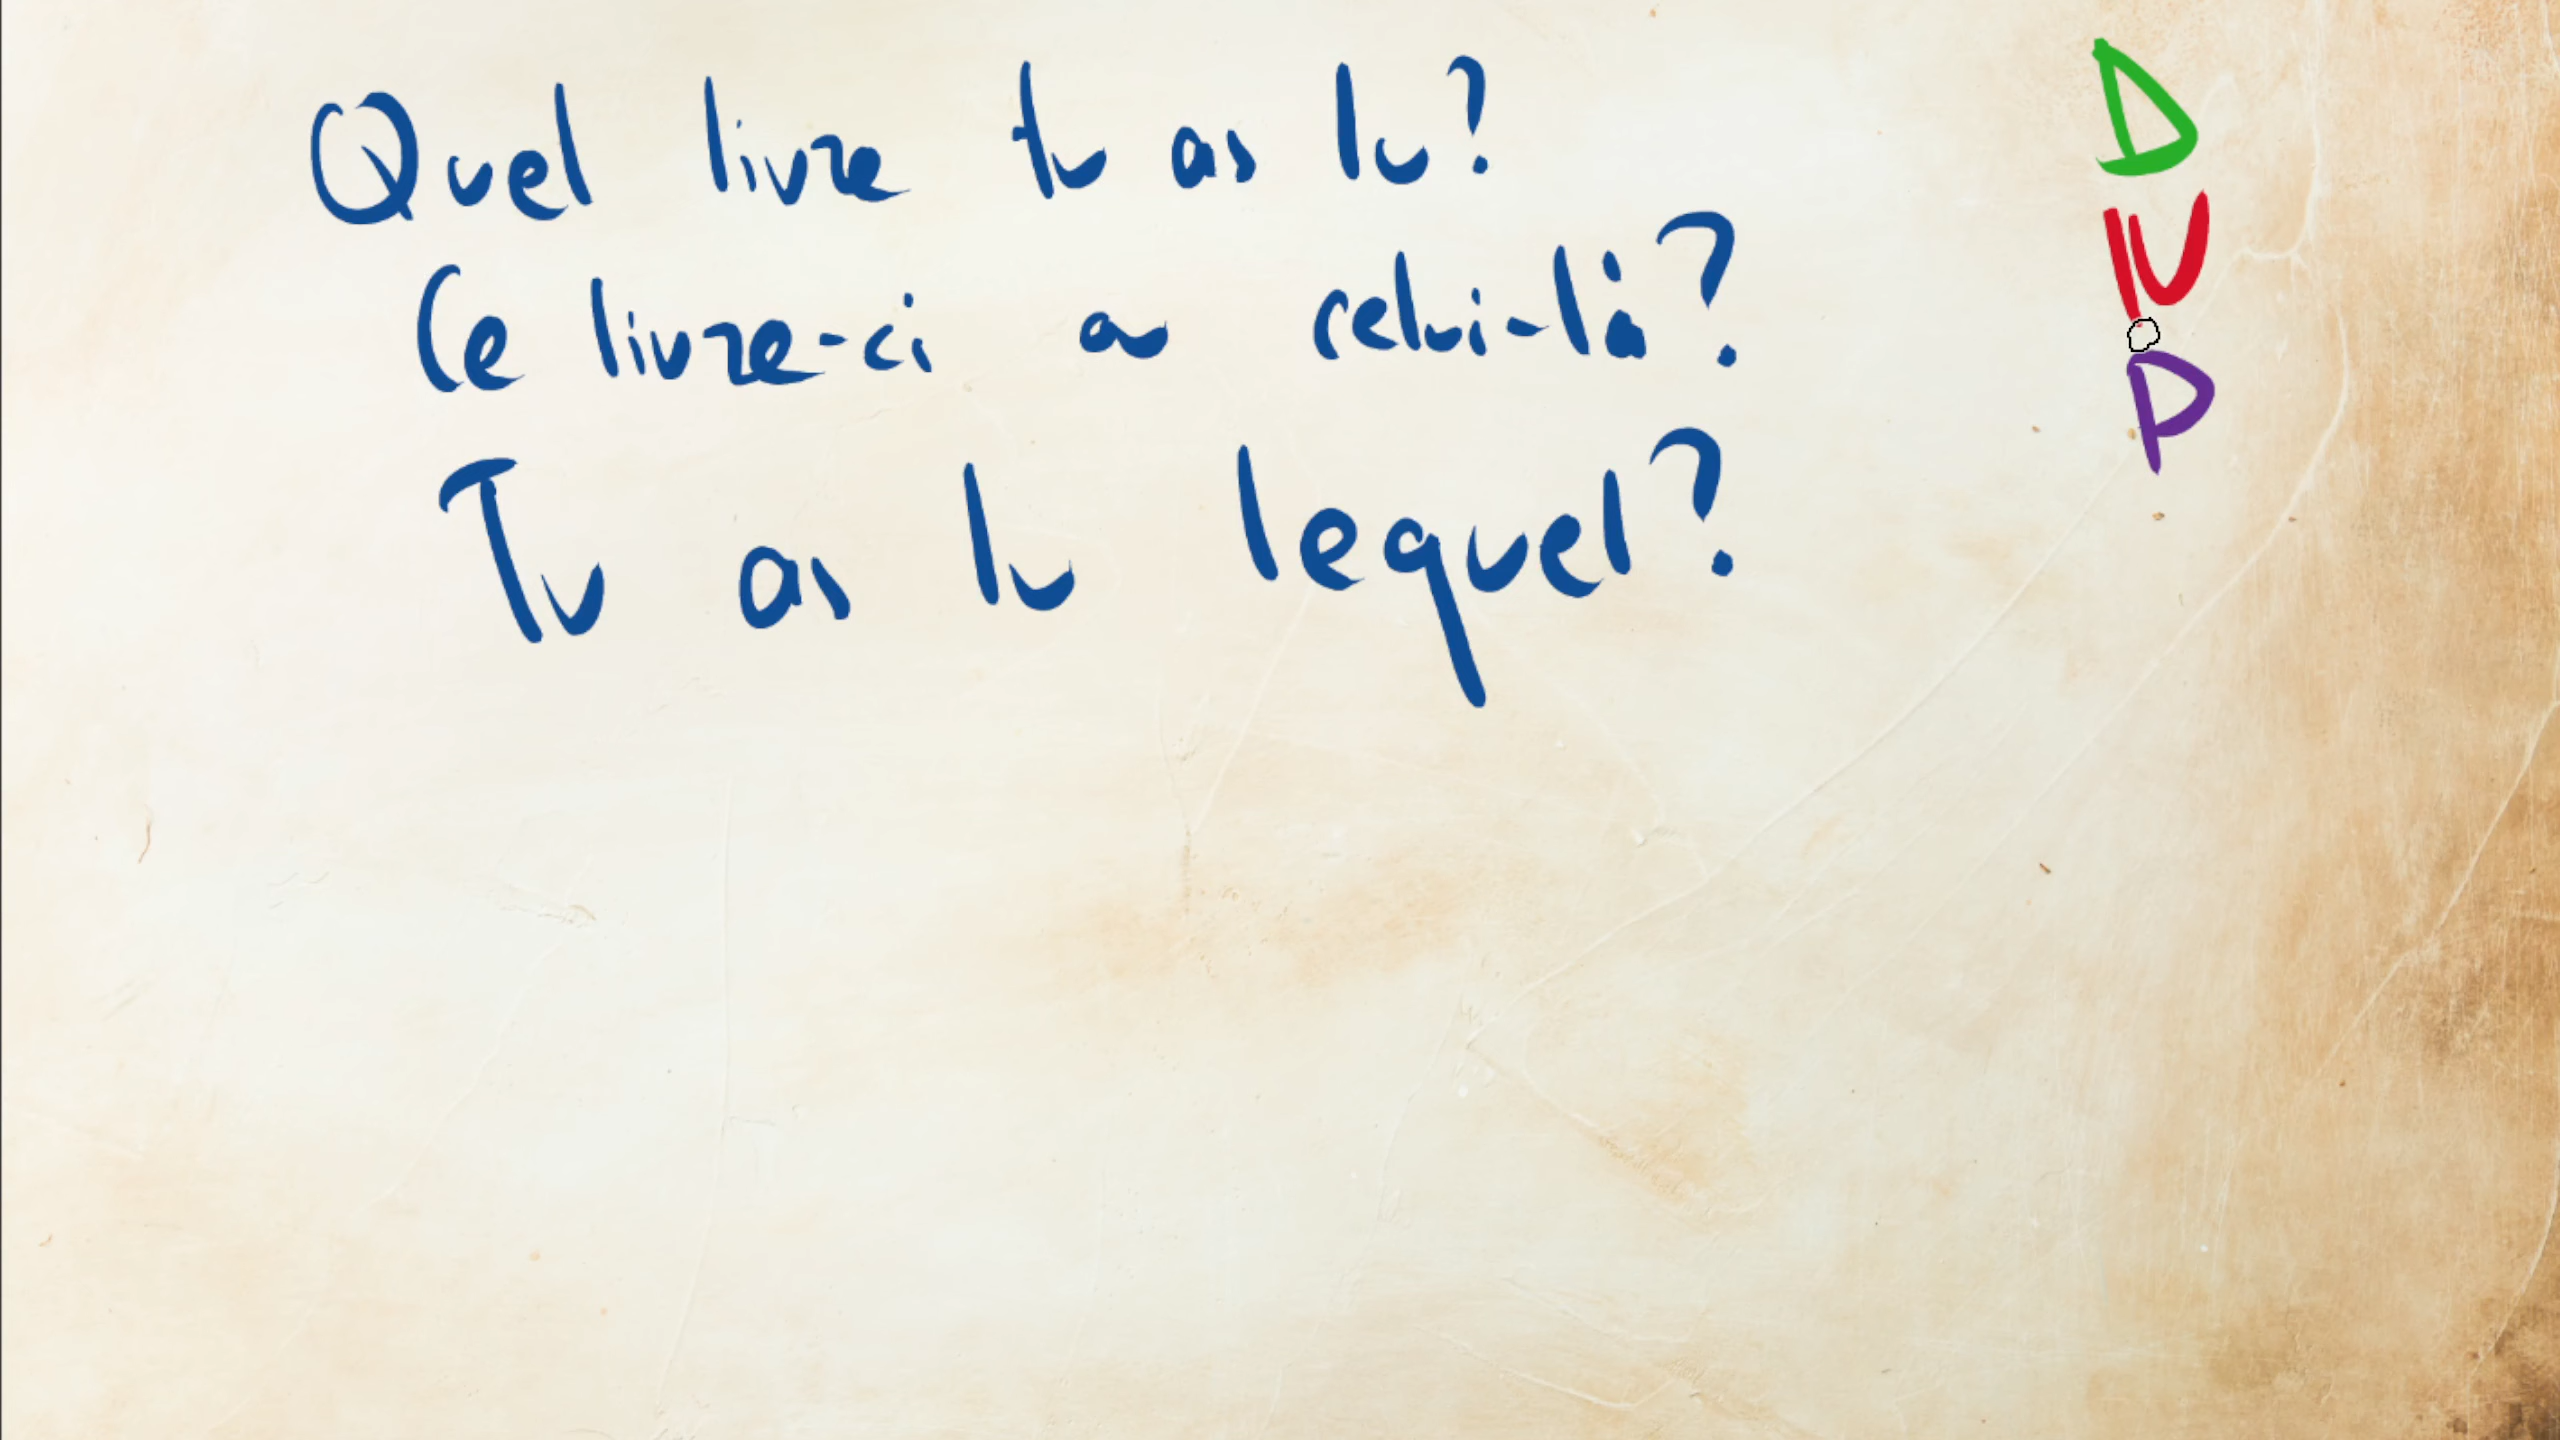 Quel livre tu as lu?
Ce livre-ci ou celui-là?
Tu as lu lequel?
D
N
P